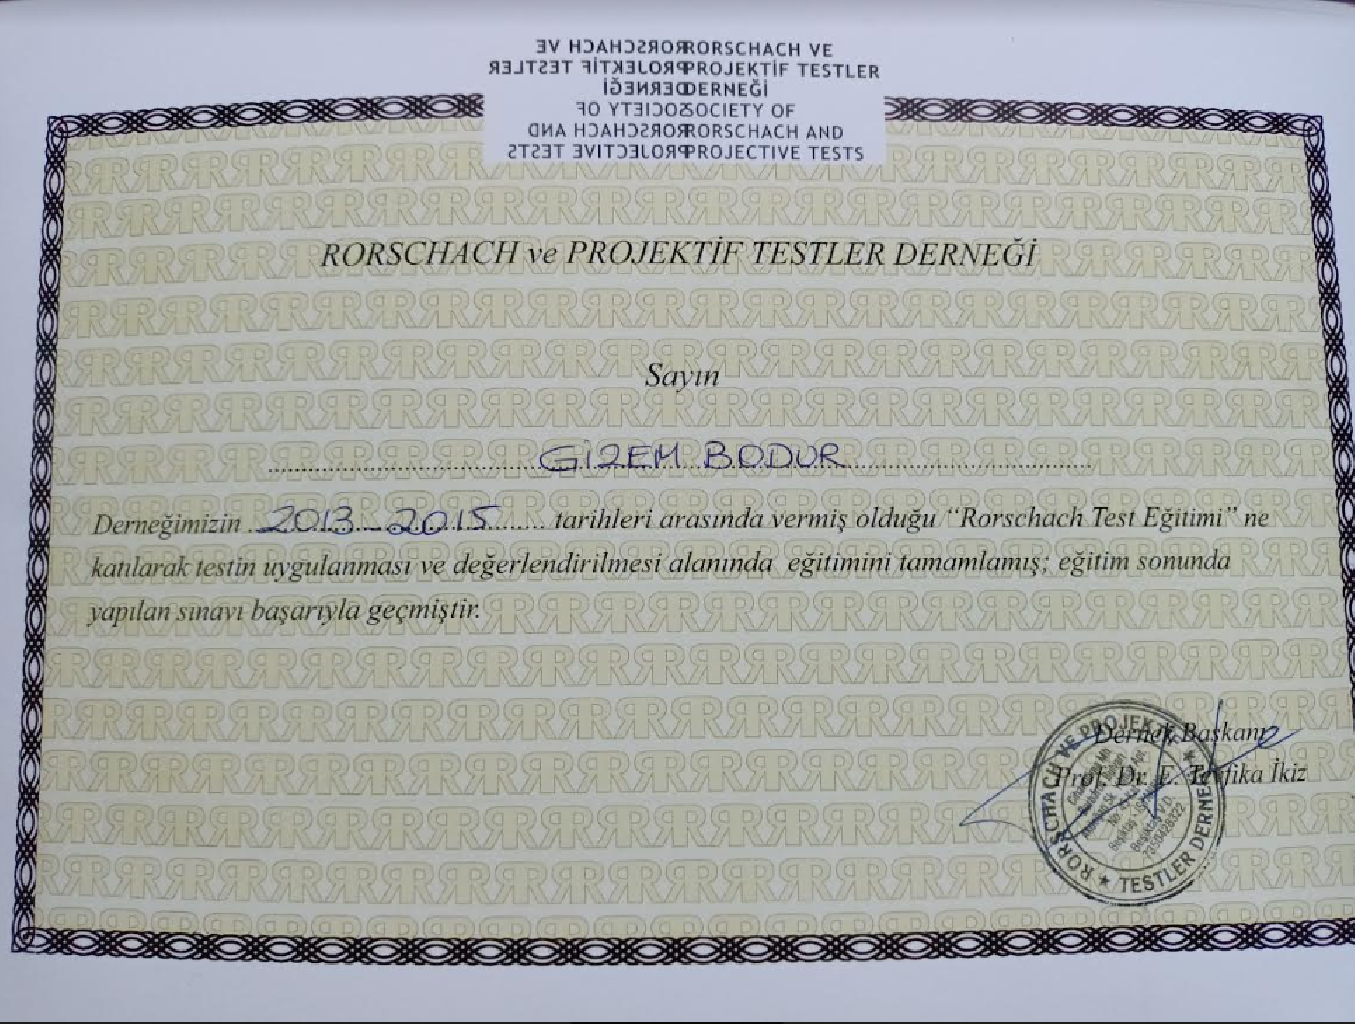 RORSCHACH VE
PROJEKTİF TESTLER
DERNEĞİ
SOCIETY OF
RORSCHACH AND
PROJECTIVE TESTS
RORSCHACH ve PROJEKTİF TESTLER DERNEĞİ
Sayın
GİZEM BODUR
Derneğimizin 2013-2015 tarihleri arasında vermiş olduğu “Rorschach Test Eğitimi” ne
katılarak testin uygulanması ve değerlendirilmesi alanında eğitimini tamamlamış; eğitim sonunda
yapılan sınavı başarıyla geçmiştir.
Dernek Başkanı
Prof. Dr. E. Tevfika İkiz
RORSCHACH VE PROJEKTİF ★ TESTLER DERNEĞİ ★